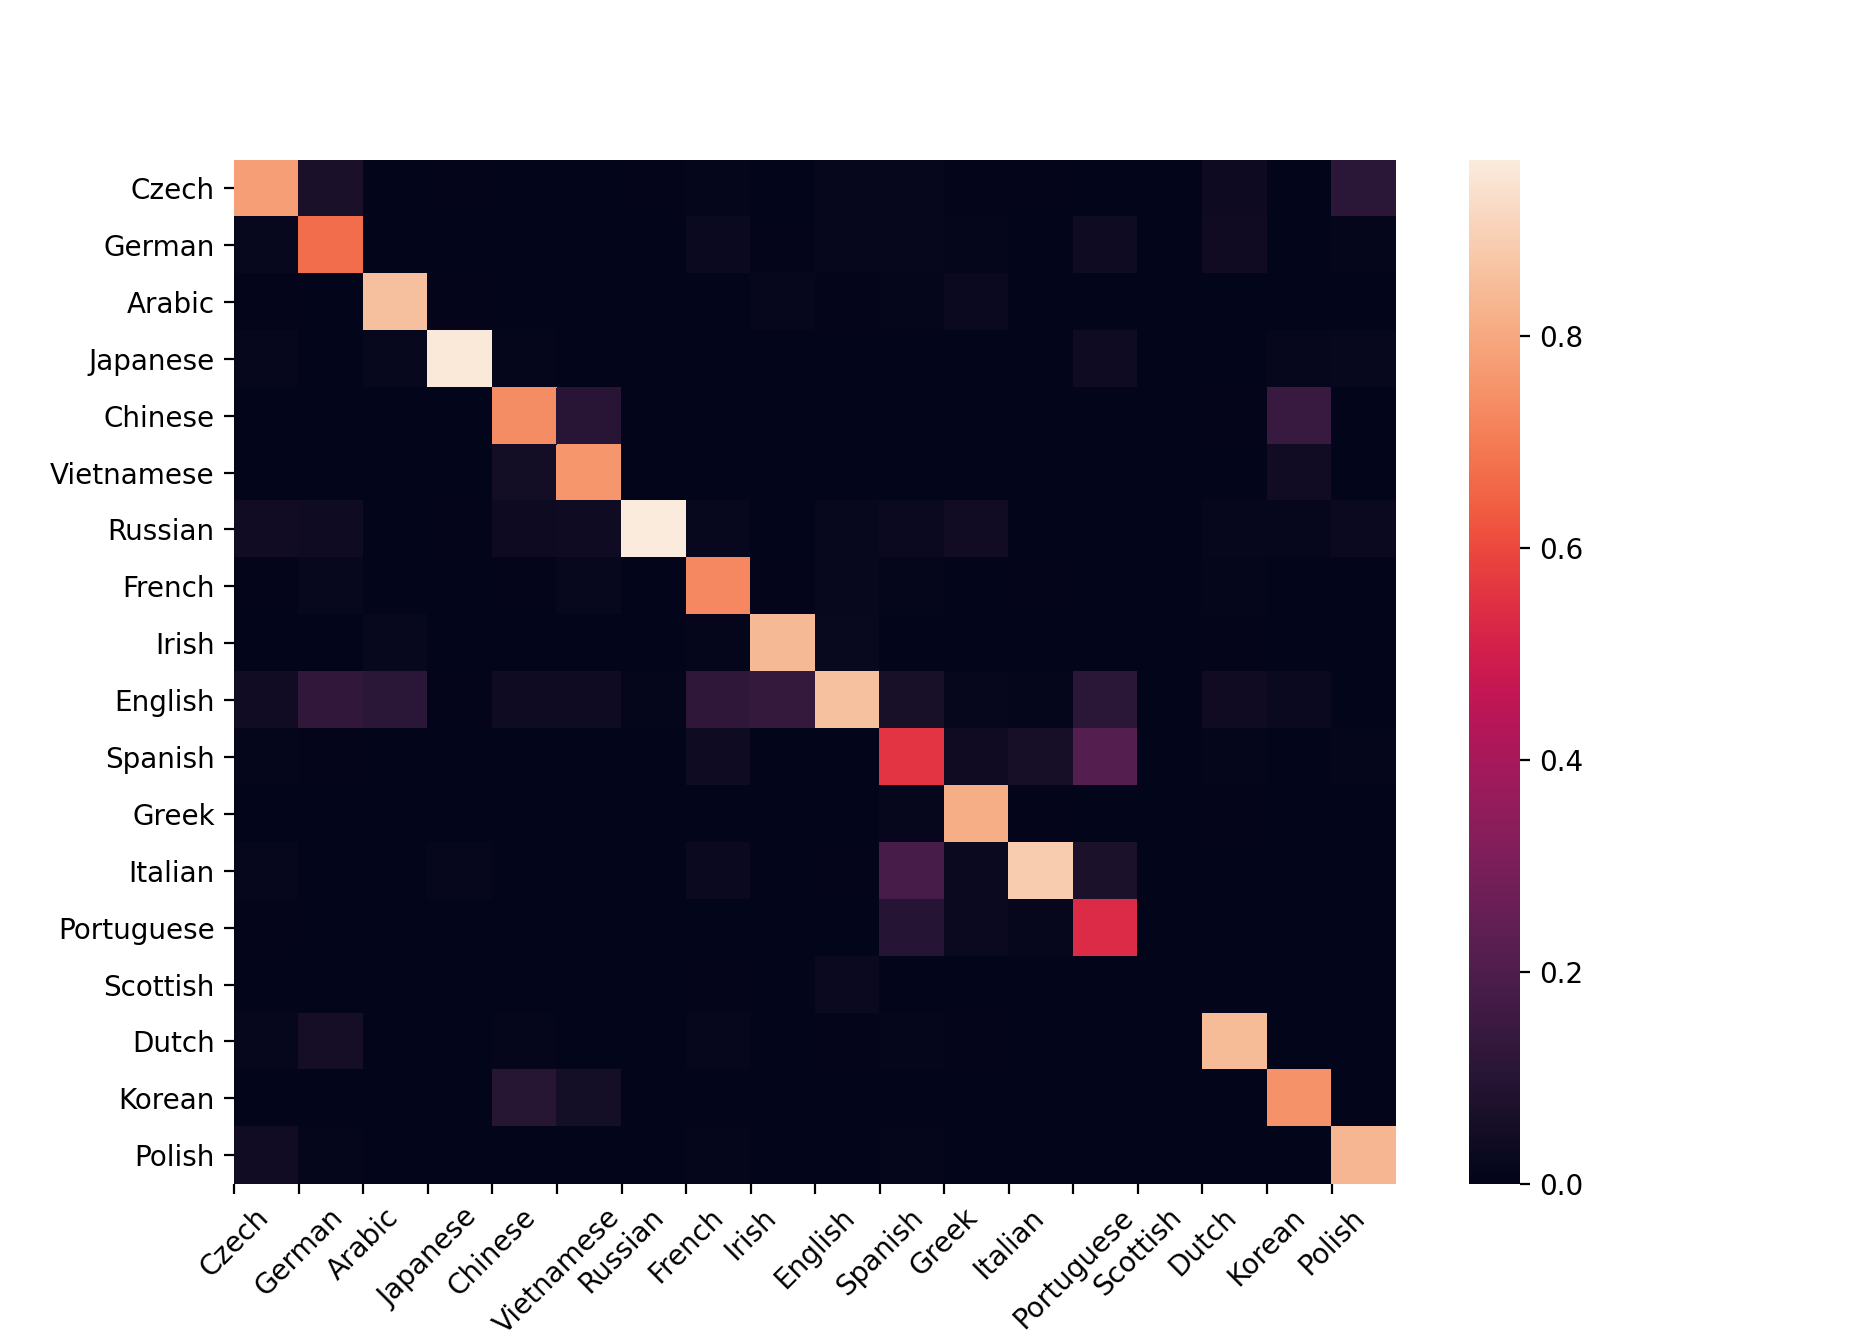 Czech
German
Arabic
Japanese
Chinese
Vietnamese
Russian
French
Irish
English
Spanish
Greek
Italian
Portuguese
Scottish
Dutch
Korean
Polish
Czech
German
Arabic
Japanese
Chinese
Vietnamese
Russian
French
Irish
English
Spanish
Greek
Italian
Portuguese
Scottish
Dutch
Korean
Polish
0.8
0.6
0.4
0.2
0.0